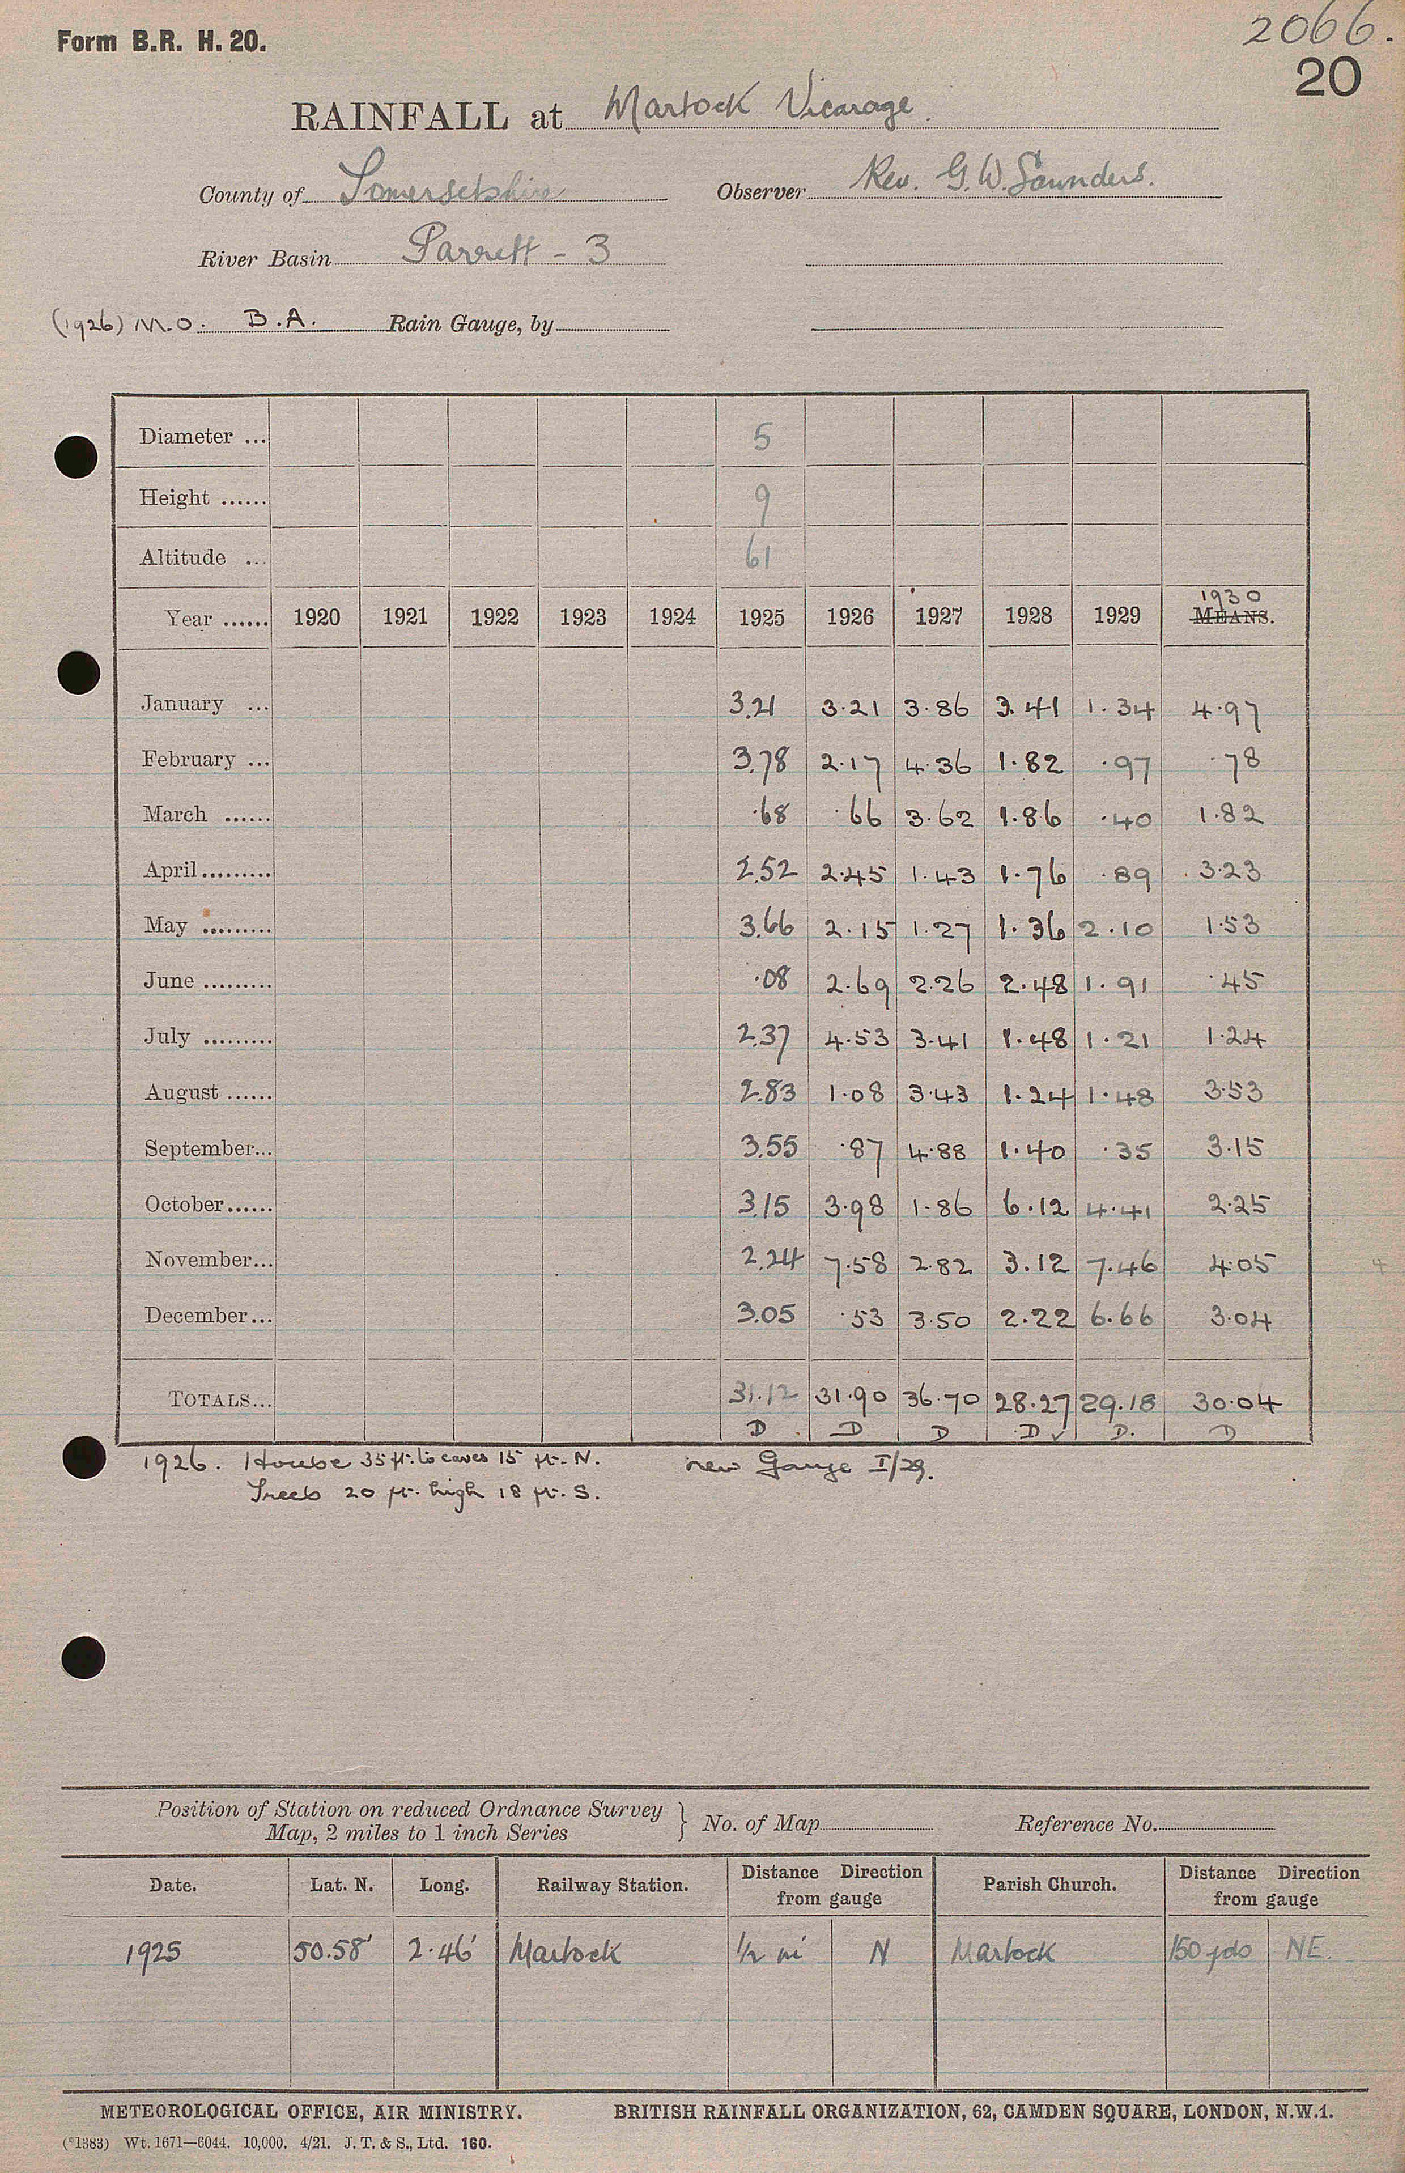 Form B.R. H. 20.
2066.
20
RAINFALL at Martock Vicarage.
County of Somersetshire Observer Rev. G. W. Saunders.
River Basin Parrett - 3
(1926) M.O. B.A. Rain Gauge, by
Diameter ... 5
Height ...... 9
Altitude ... 61
1930
Year ...... 1920 1921 1922 1923 1924 1925 1926 1927 1928 1929 MEANS.
January ... 3.21 3.21 3.86 3.41 1.34 4.97
February ... 3.78 2.17 4.36 1.82 .97 .78
March ...... .68 .66 3.62 1.86 .40 1.82
April ......... 2.52 2.45 1.43 1.76 .89 3.23
May ......... 3.66 2.15 1.27 1.36 2.10 1.53
June ......... .08 2.69 2.26 2.48 1.91 .45
July ......... 2.37 4.53 3.41 1.48 1.21 1.24
August ...... 2.83 1.08 3.43 1.24 1.48 3.53
September... 3.55 .87 4.88 1.40 .35 3.15
October...... 3.15 3.98 1.86 6.12 4.41 2.25
November... 2.24 7.58 2.82 3.12 7.46 4.05
December... 3.05 .53 3.50 2.22 6.66 3.04
TOTALS... 31.12 31.90 36.70 28.27 29.18 30.04
D D D D ✓ D. D
1926. House 35 ft. to eaves 15 ft. N. new Gauge I/29.
Trees 20 ft. high 18 ft. S.
Position of Station on reduced Ordnance Survey
Map, 2 miles to 1 inch Series } No. of Map Reference No.
Date. Lat. N. Long. Railway Station. Distance Direction from gauge Parish Church. Distance Direction from gauge
1925 50.58' 2.46' Martock ½ mi N Martock 150 yds NE.
METEOROLOGICAL OFFICE, AIR MINISTRY. BRITISH RAINFALL ORGANIZATION, 62, CAMDEN SQUARE, LONDON, N.W.1.
(*1383) Wt. 1671—6044. 10,000. 4/21. J. T. & S., Ltd. 160.